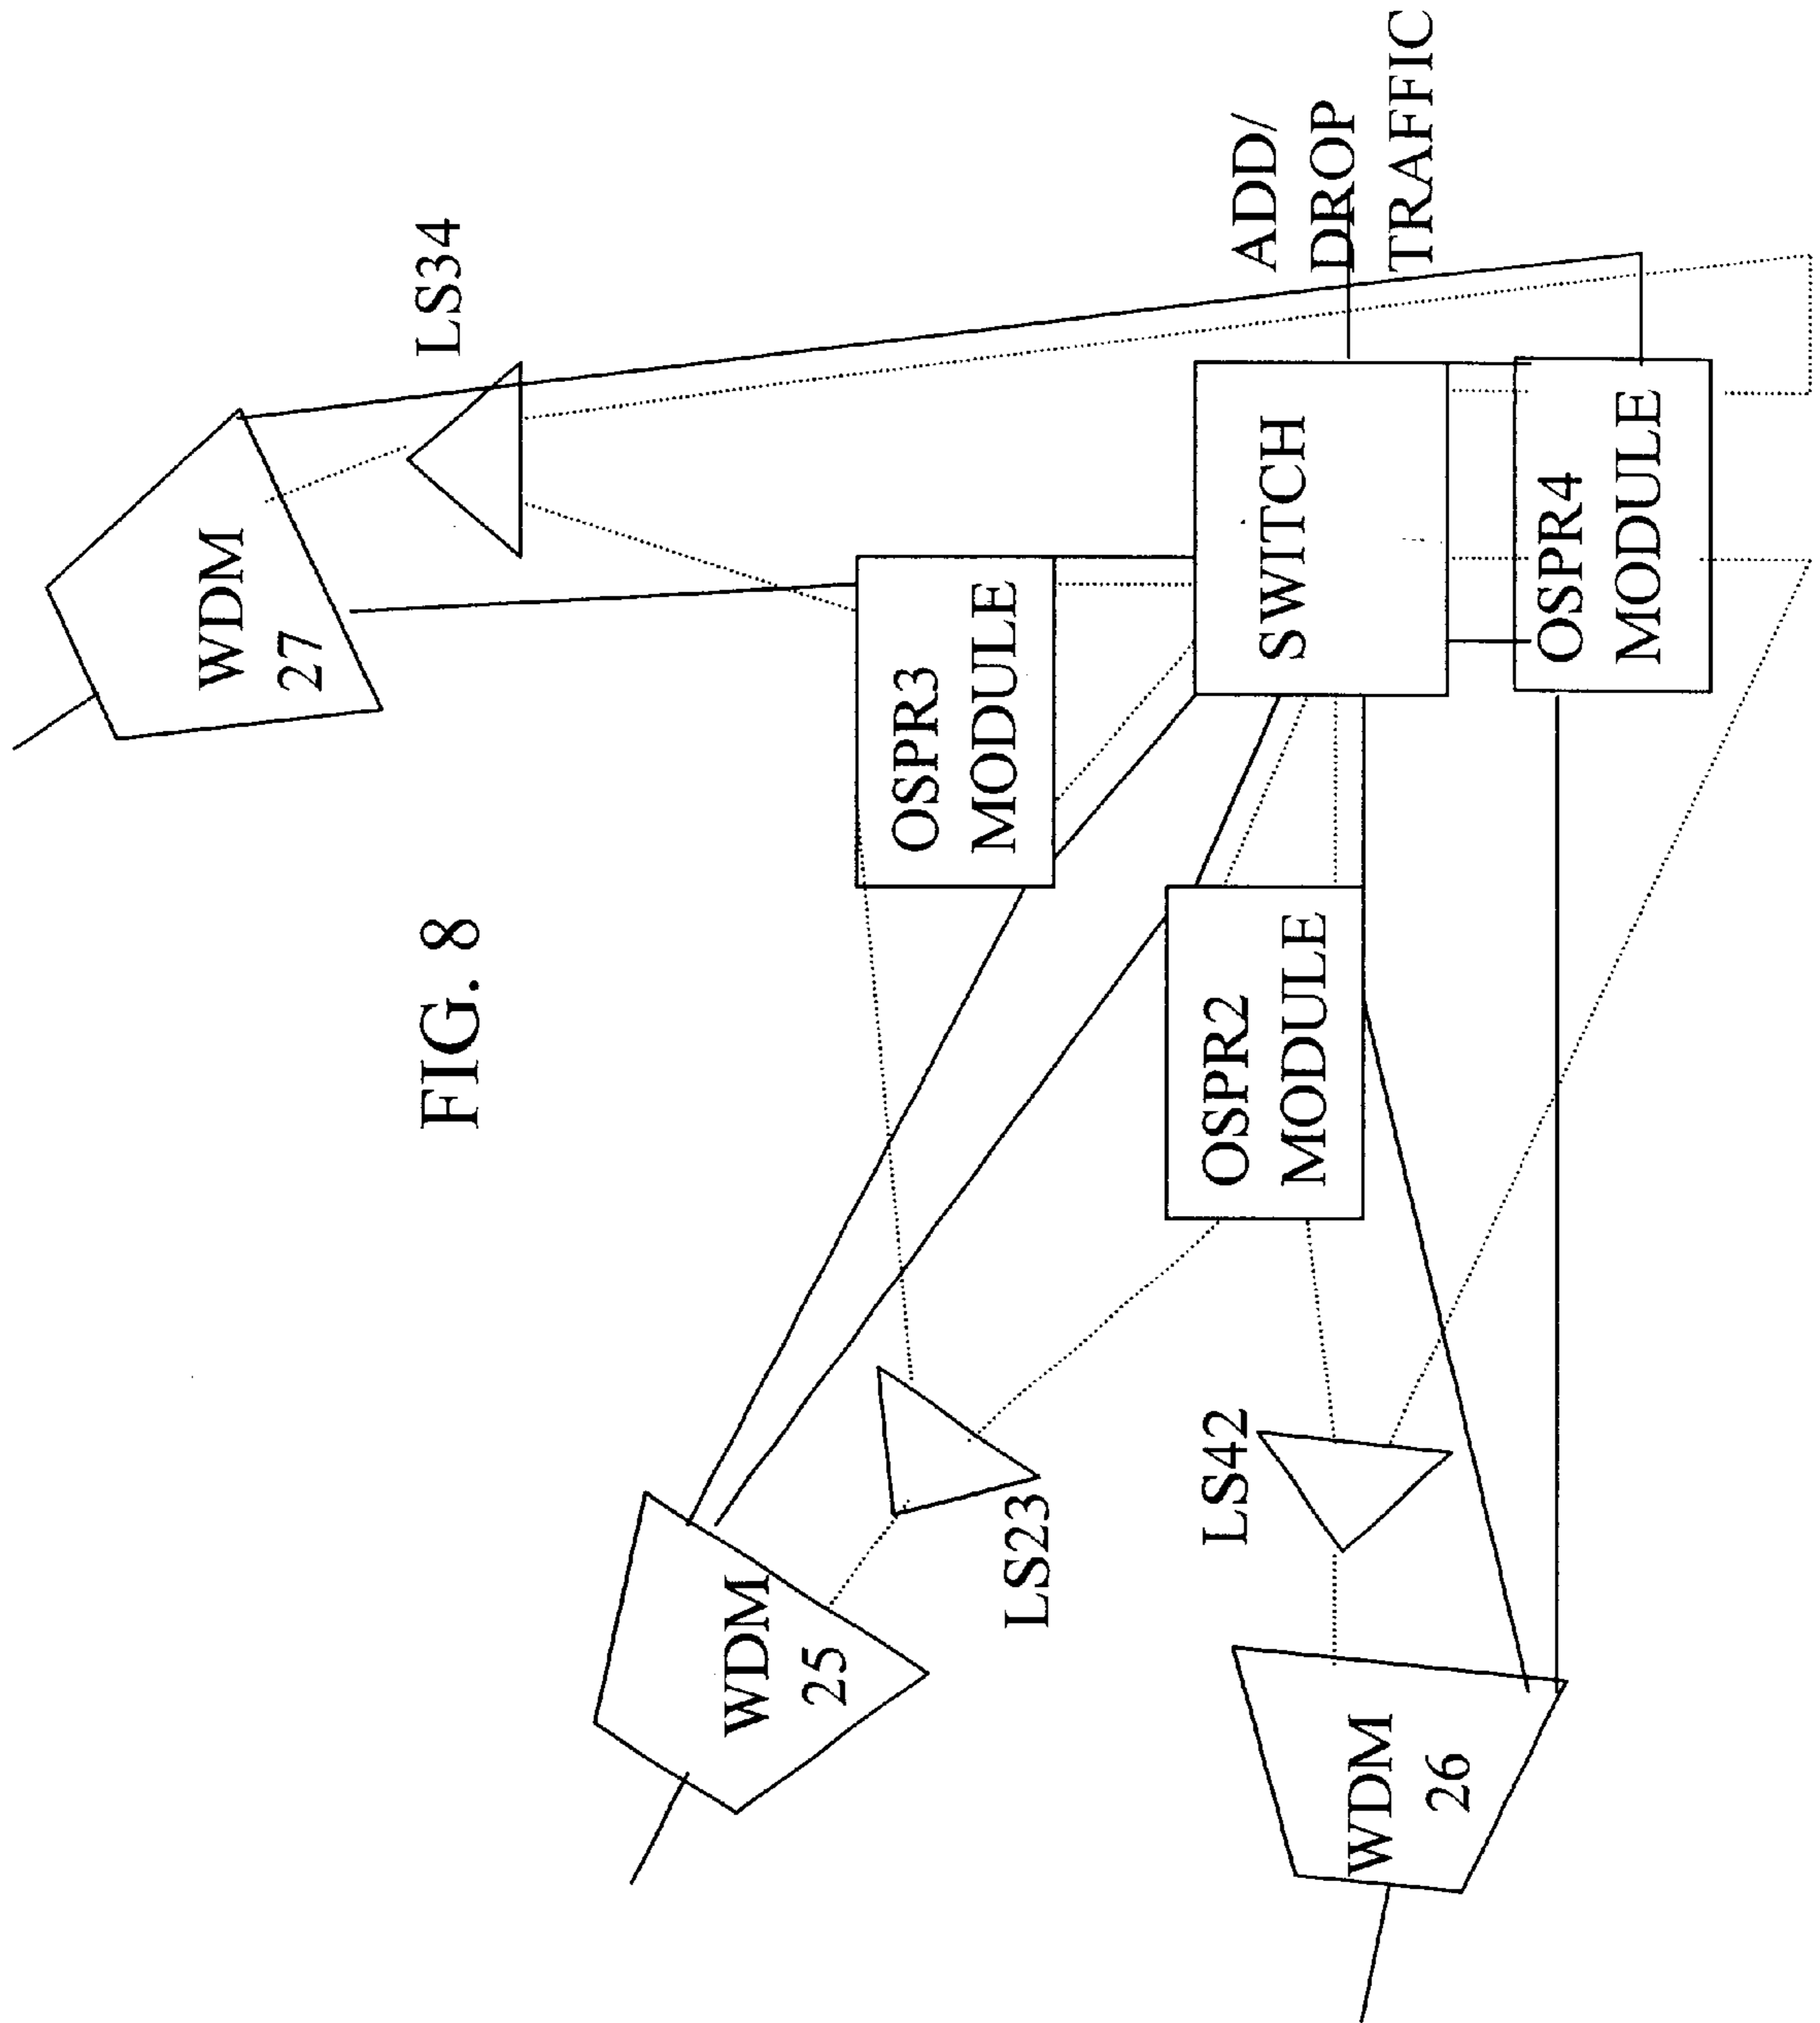 FIG. 8
WDM
25
WDM
26
WDM
27
LS23
LS42
LS34
OSPR2
MODULE
OSPR3
MODULE
SWITCH
OSPR4
MODULE
ADD/
DROP
TRAFFIC